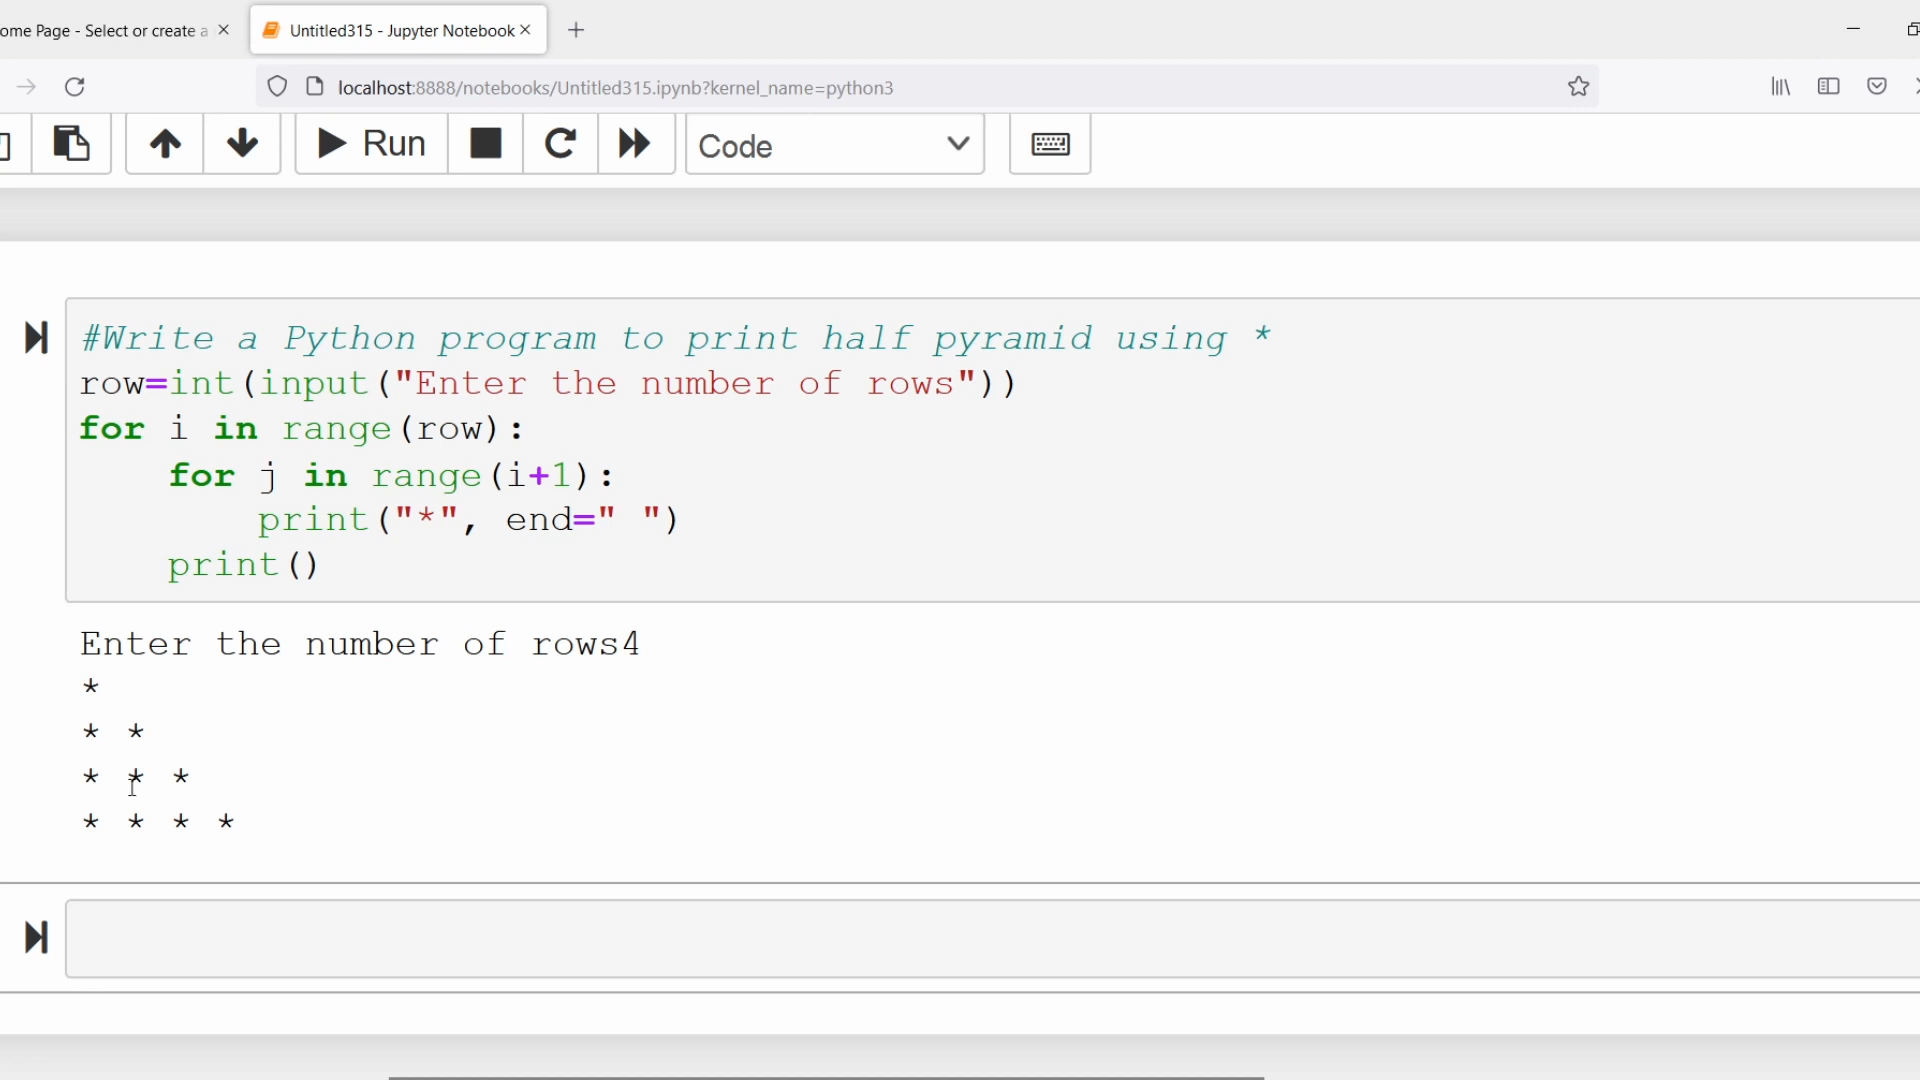 ome Page - Select or create a
Untitled315 - Jupyter Notebook
localhost:8888/notebooks/Untitled315.ipynb?kernel_name=python3
Run
Code
#Write a Python program to print half pyramid using *
row=int(input("Enter the number of rows"))
for i in range(row):
    for j in range(i+1):
        print("*", end=" ")
    print()
Enter the number of rows4
*
* *
* * *
* * * *